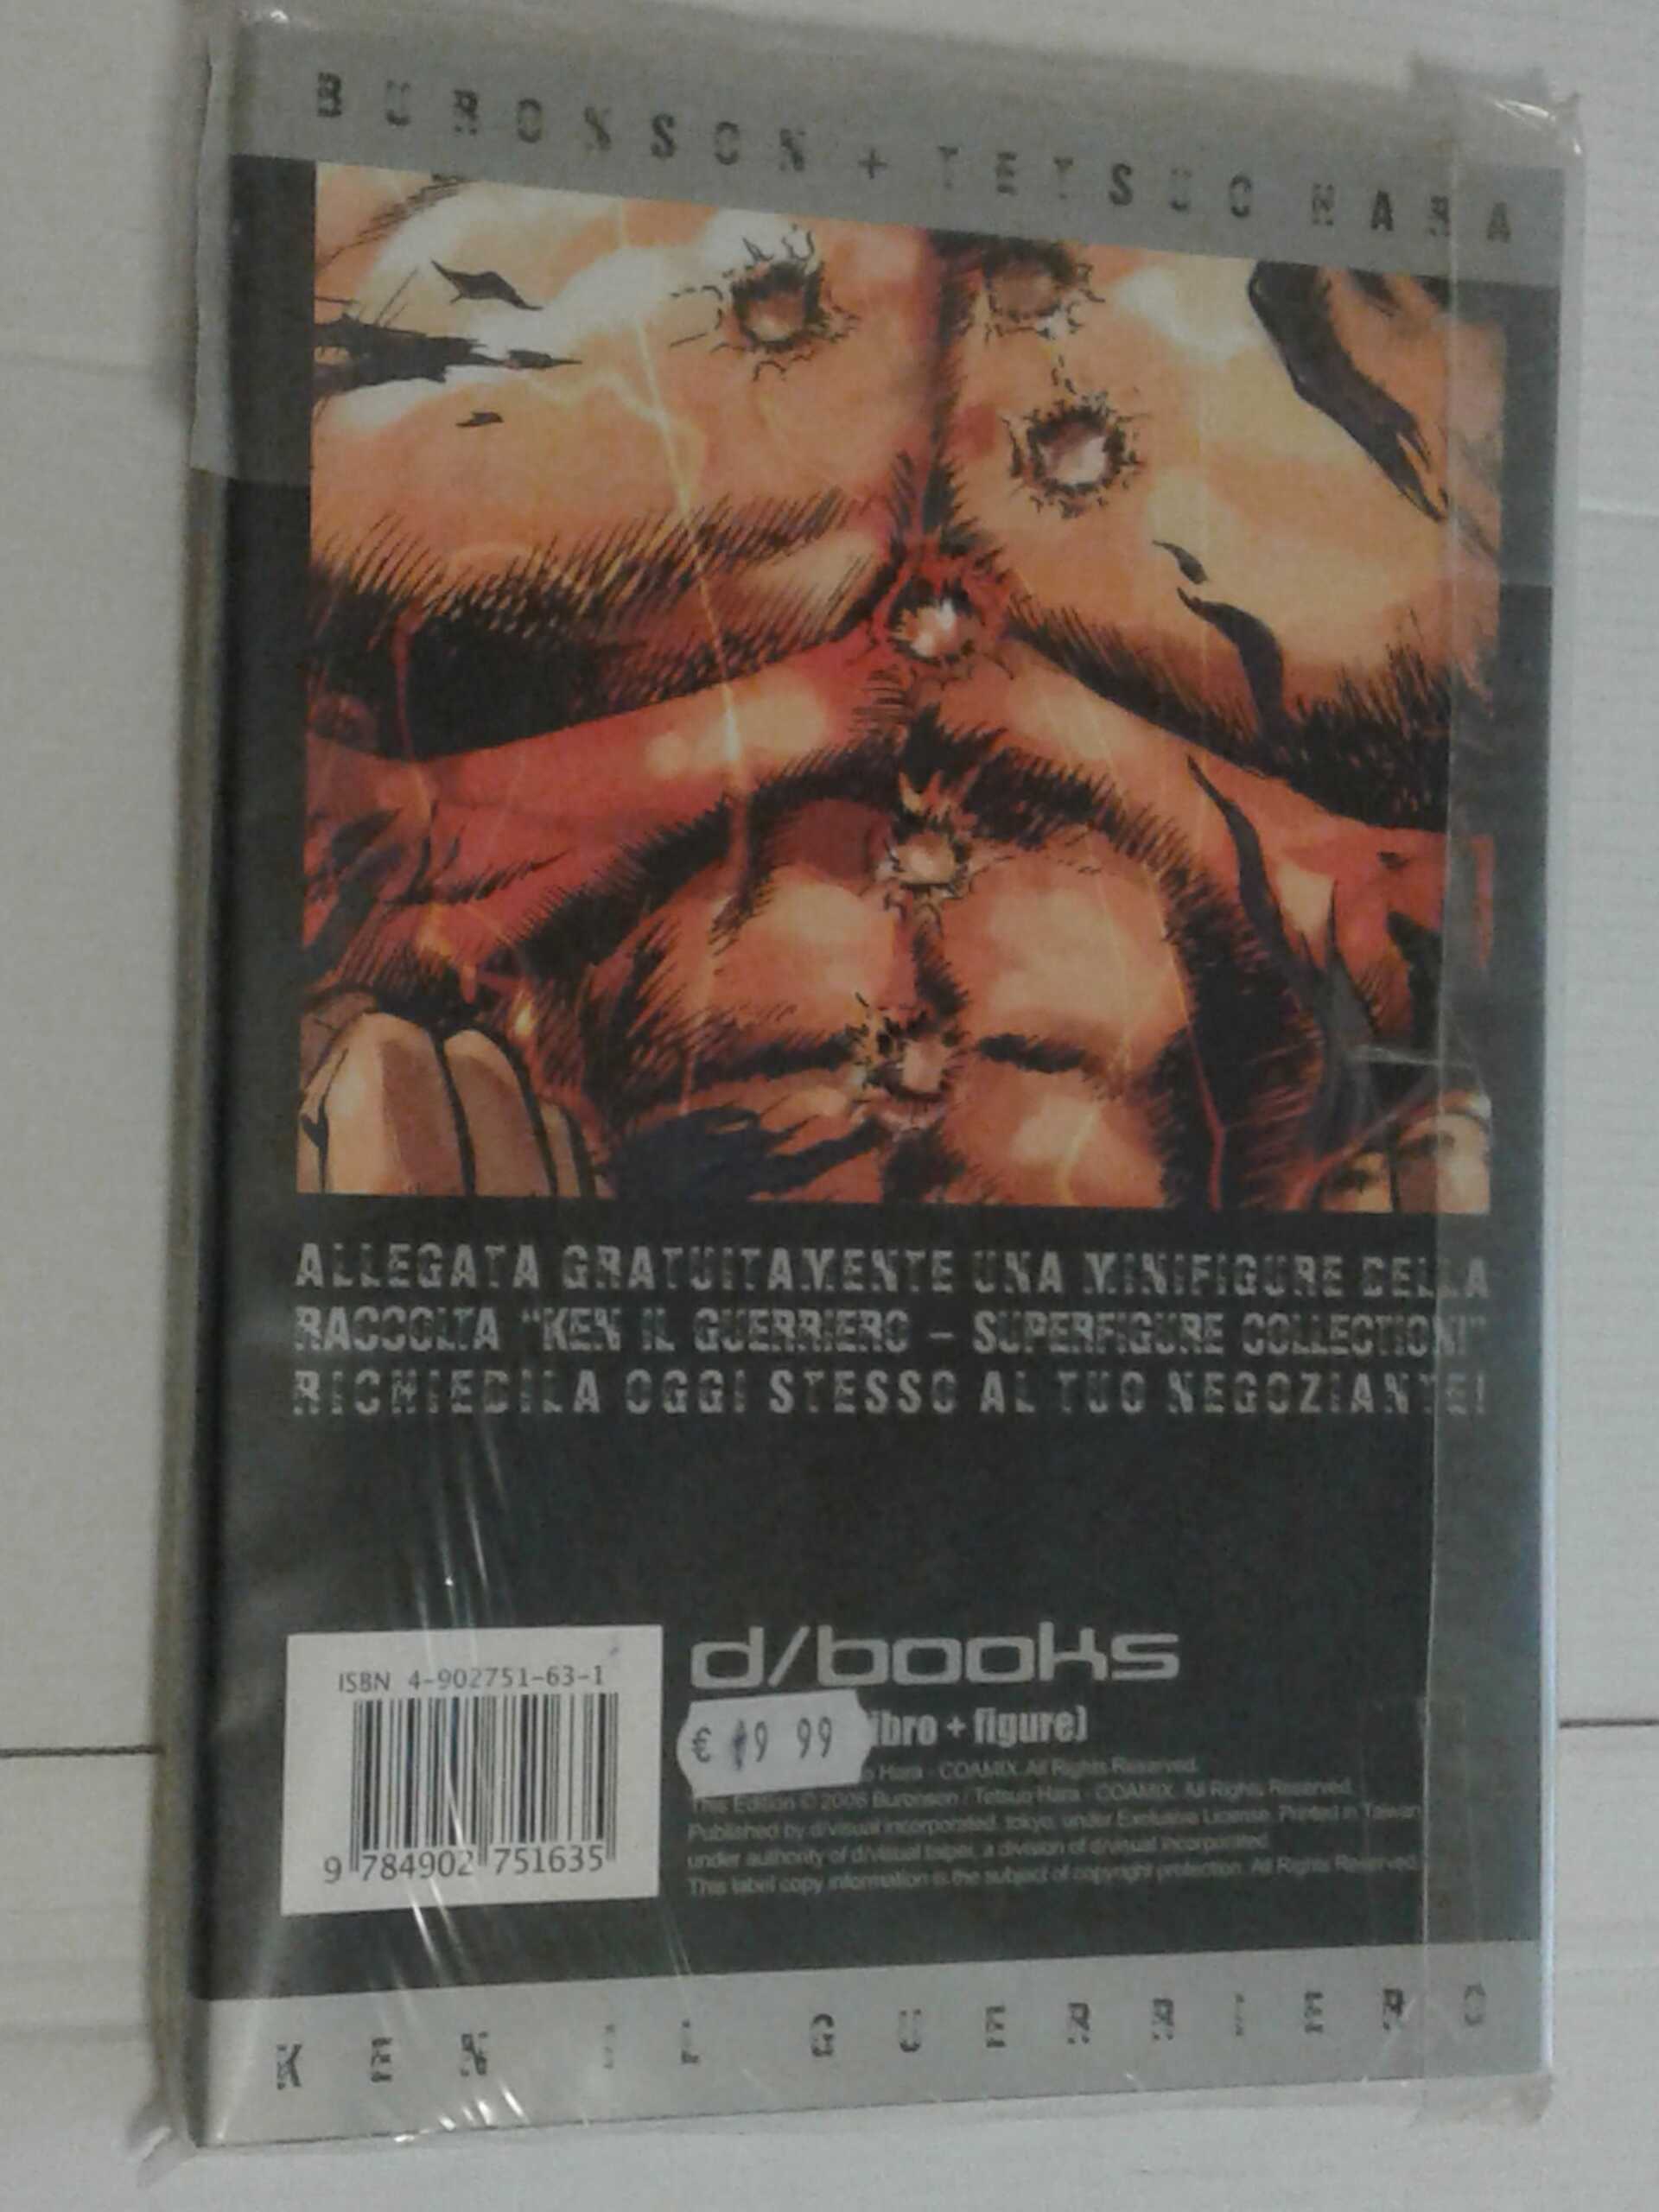 BURONSON + TETSUO HARA
ALLEGATA GRATUITAMENTE UNA MINIFIGURE DELLA
RACCOLTA "KEN IL GUERRIERO – SUPERFIGURE COLLECTION!"
RICHIEDILA OGGI STESSO AL TUO NEGOZIANTE!
ISBN 4-902751-63-1
9 784902 751635
d/books
€ 19 99
+ figure)
Hara - COAMIX. All Rights Reserved.
This Edition © 2006 Buronson / Tetsuo Hara - COAMIX. All Rights Reserved.
Published by d/visual incorporated, tokyo, under Exclusive License. Printed in Taiwan
under authority of d/visual taipei, a division of d/visual incorporated.
This label copy information is the subject of copyright protection. All Rights Reserved.
KEN IL GUERRIERO